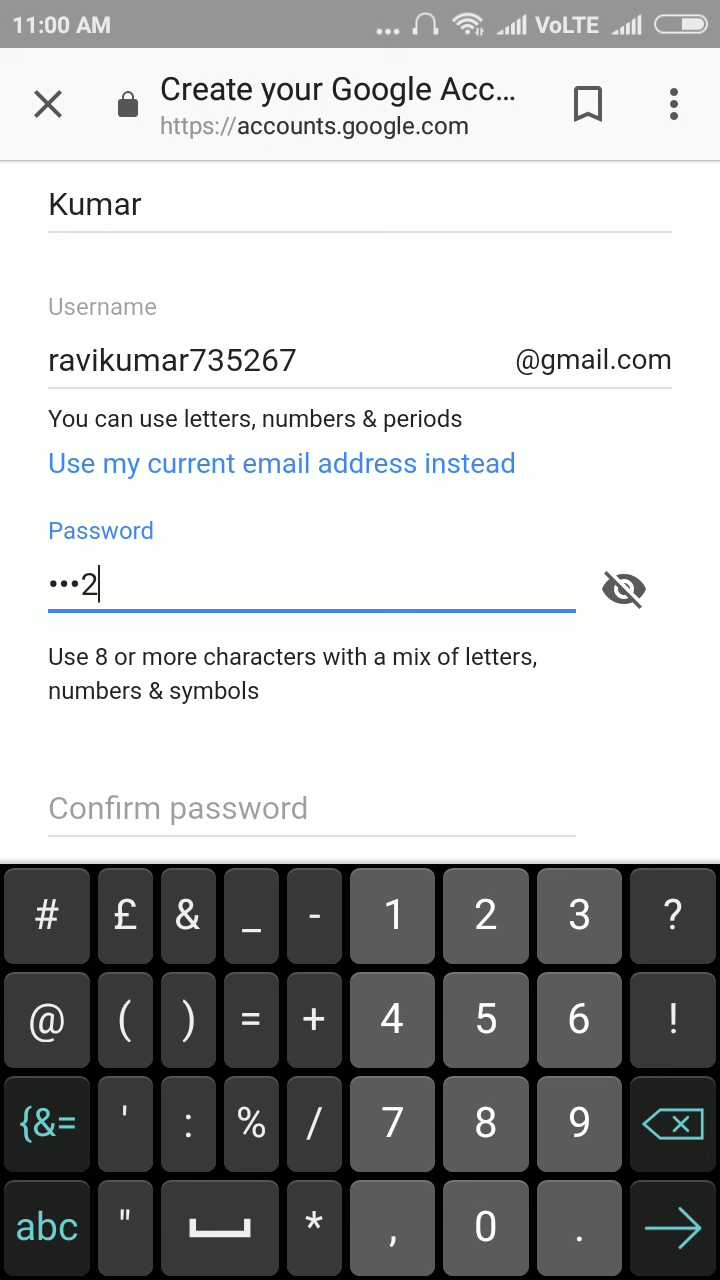 11:00 AM
VoLTE
Create your Google Acc...
https://accounts.google.com
Kumar
Username
ravikumar735267 @gmail.com
You can use letters, numbers & periods
Use my current email address instead
Password
•••2
Use 8 or more characters with a mix of letters,
numbers & symbols
Confirm password
# £ & _ - 1 2 3 ?
@ ( ) = + 4 5 6 !
{&= ' : % / 7 8 9
abc " * , 0 .